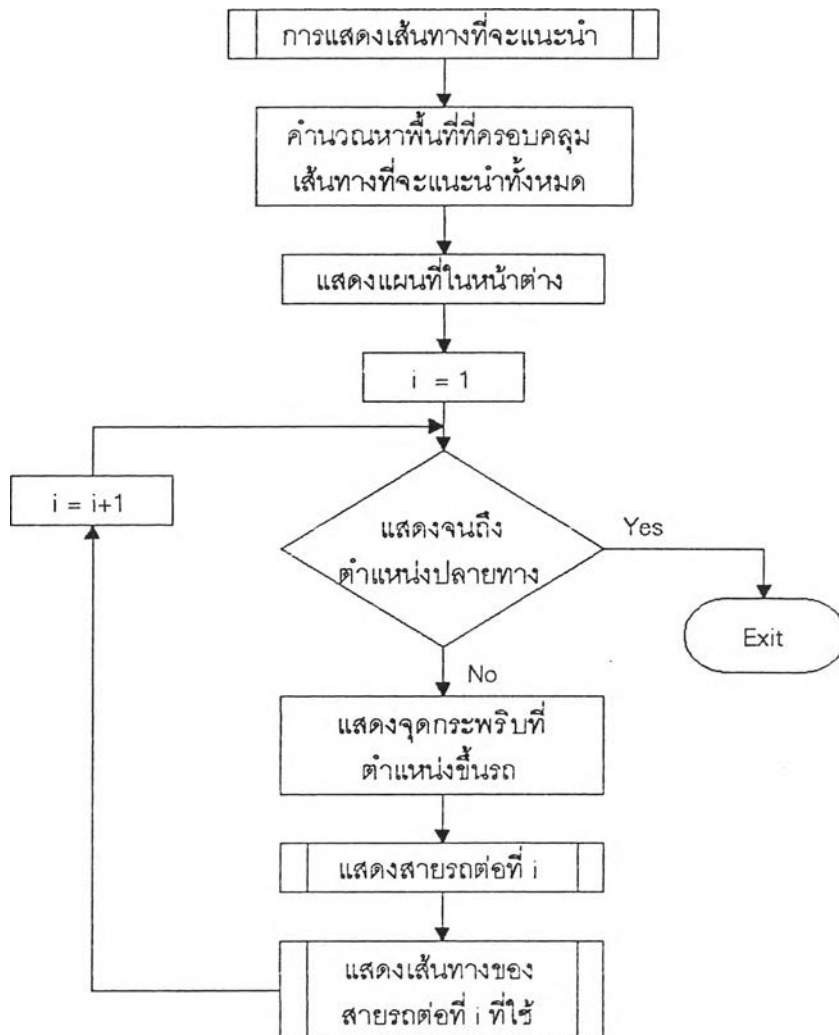 การแสดงเส้นทางที่จะแนะนำ
คำนวณหาพื้นที่ที่ครอบคลุม
เส้นทางที่จะแนะนำทั้งหมด
แสดงแผนที่ในหน้าต่าง
i = 1
i = i+1
แสดงจนถึง
ตำแหน่งปลายทาง
Yes
Exit
No
แสดงจุดกระพริบที่
ตำแหน่งขึ้นรถ
แสดงสายรถต่อที่ i
แสดงเส้นทางของ
สายรถต่อที่ i ที่ใช้